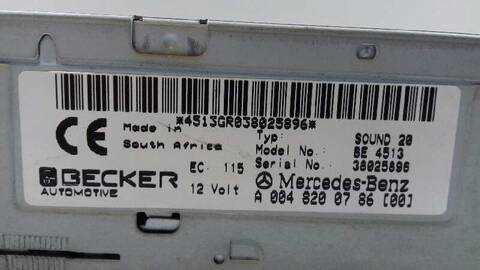 *4513GR038025896*
CE
Made in
South Africa
Typ: SOUND 20
Model No.: BE 4513
EC 115
Serial No.: 38025896
BECKER
AUTOMOTIVE
12 Volt
Mercedes-Benz
A 004 820 07 86 [00]